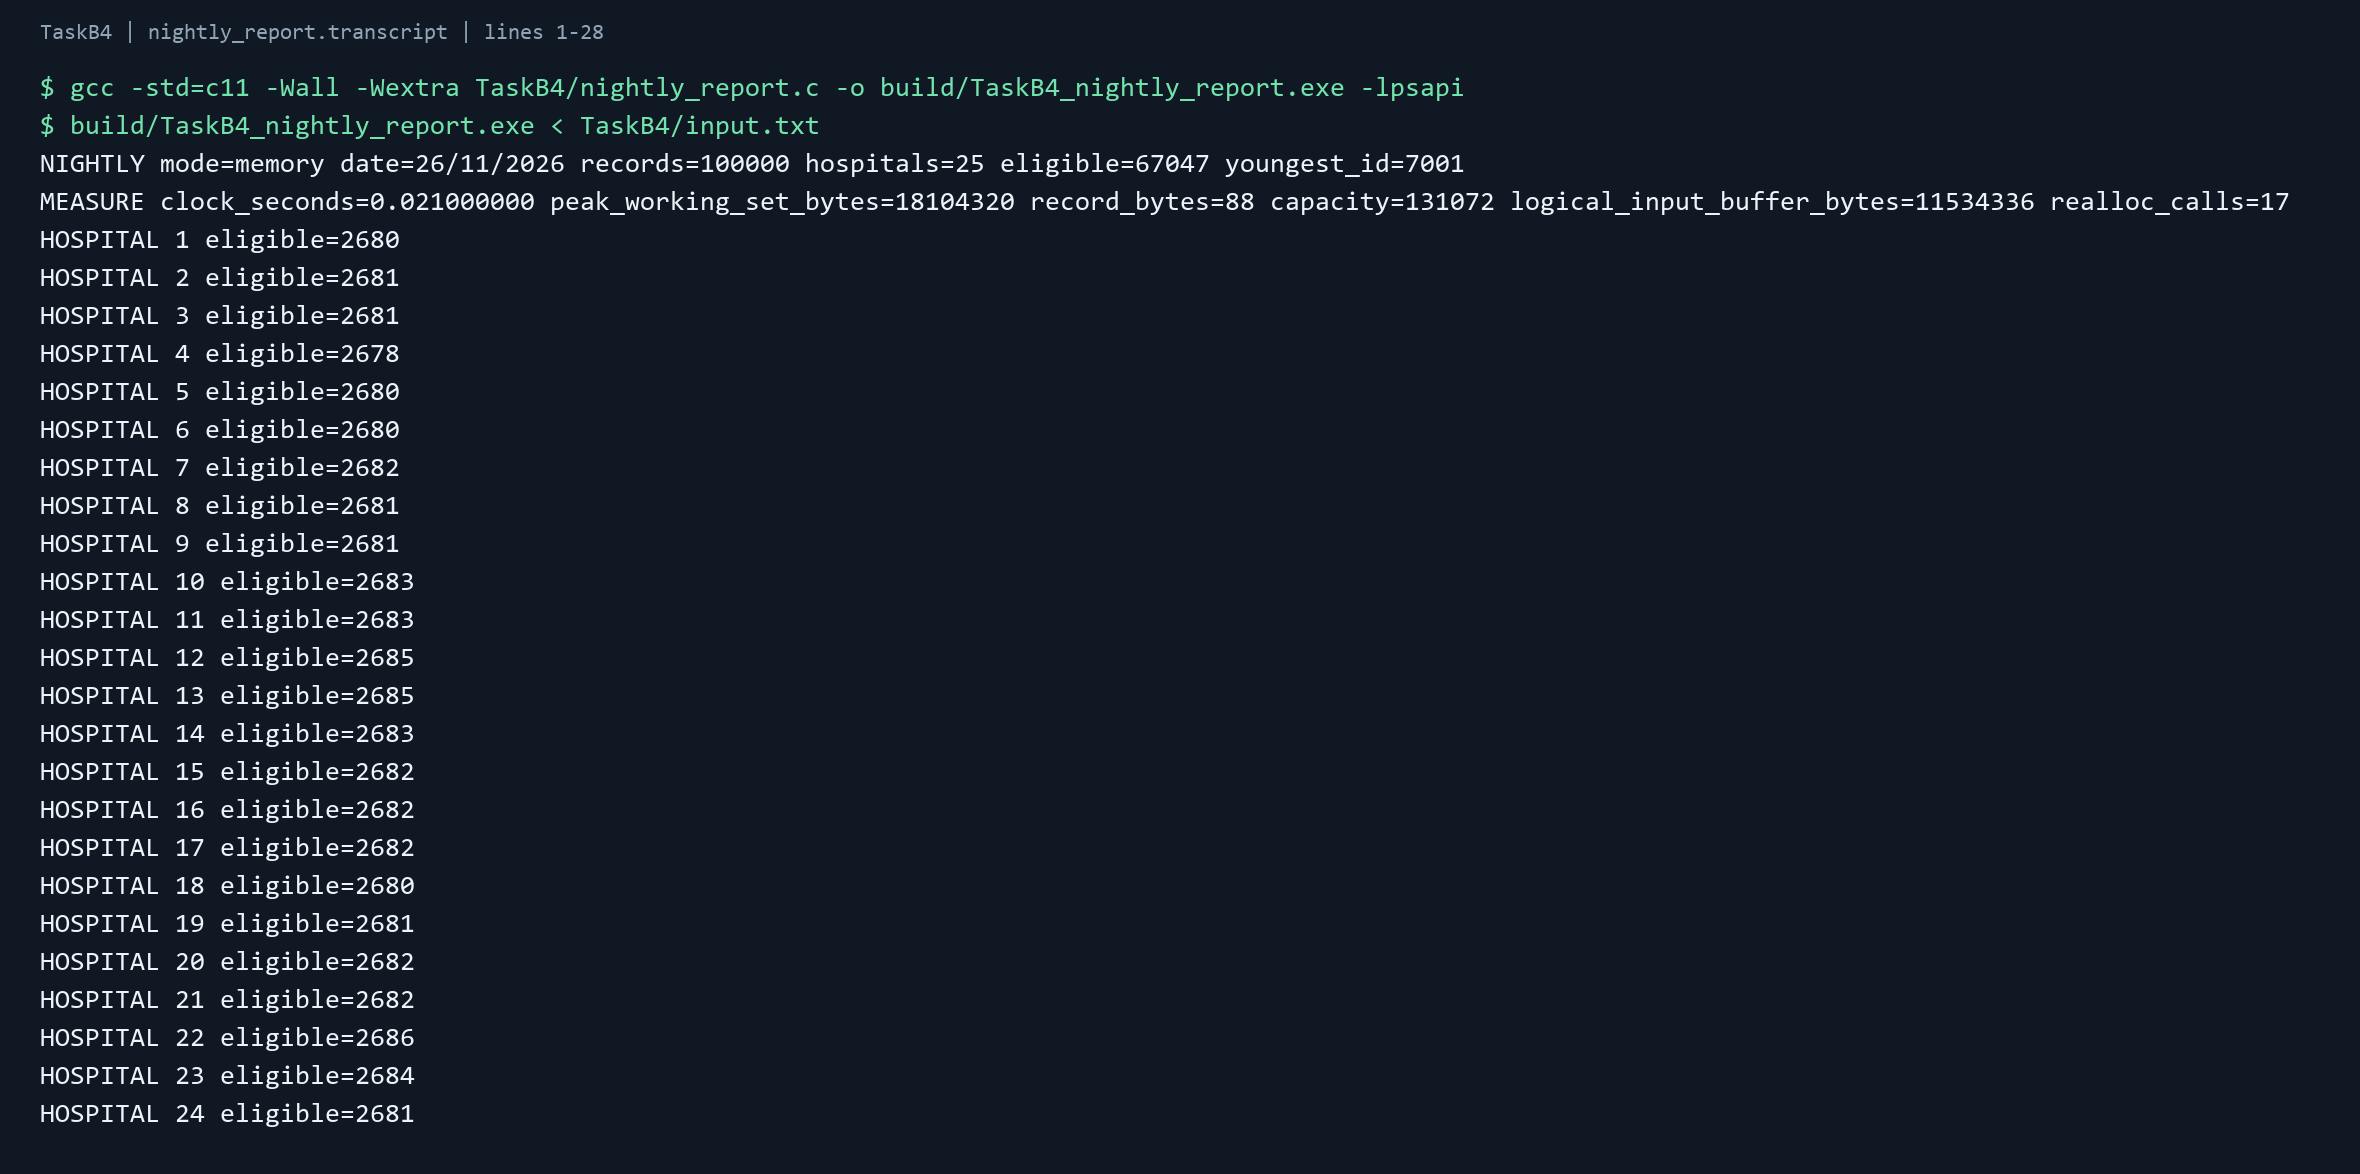 TaskB4 | nightly_report.transcript | lines 1-28
$ gcc -std=c11 -Wall -Wextra TaskB4/nightly_report.c -o build/TaskB4_nightly_report.exe -lpsapi
$ build/TaskB4_nightly_report.exe < TaskB4/input.txt
NIGHTLY mode=memory date=26/11/2026 records=100000 hospitals=25 eligible=67047 youngest_id=7001
MEASURE clock_seconds=0.021000000 peak_working_set_bytes=18104320 record_bytes=88 capacity=131072 logical_input_buffer_bytes=11534336 realloc_calls=17
HOSPITAL 1 eligible=2680
HOSPITAL 2 eligible=2681
HOSPITAL 3 eligible=2681
HOSPITAL 4 eligible=2678
HOSPITAL 5 eligible=2680
HOSPITAL 6 eligible=2680
HOSPITAL 7 eligible=2682
HOSPITAL 8 eligible=2681
HOSPITAL 9 eligible=2681
HOSPITAL 10 eligible=2683
HOSPITAL 11 eligible=2683
HOSPITAL 12 eligible=2685
HOSPITAL 13 eligible=2685
HOSPITAL 14 eligible=2683
HOSPITAL 15 eligible=2682
HOSPITAL 16 eligible=2682
HOSPITAL 17 eligible=2682
HOSPITAL 18 eligible=2680
HOSPITAL 19 eligible=2681
HOSPITAL 20 eligible=2682
HOSPITAL 21 eligible=2682
HOSPITAL 22 eligible=2686
HOSPITAL 23 eligible=2684
HOSPITAL 24 eligible=2681